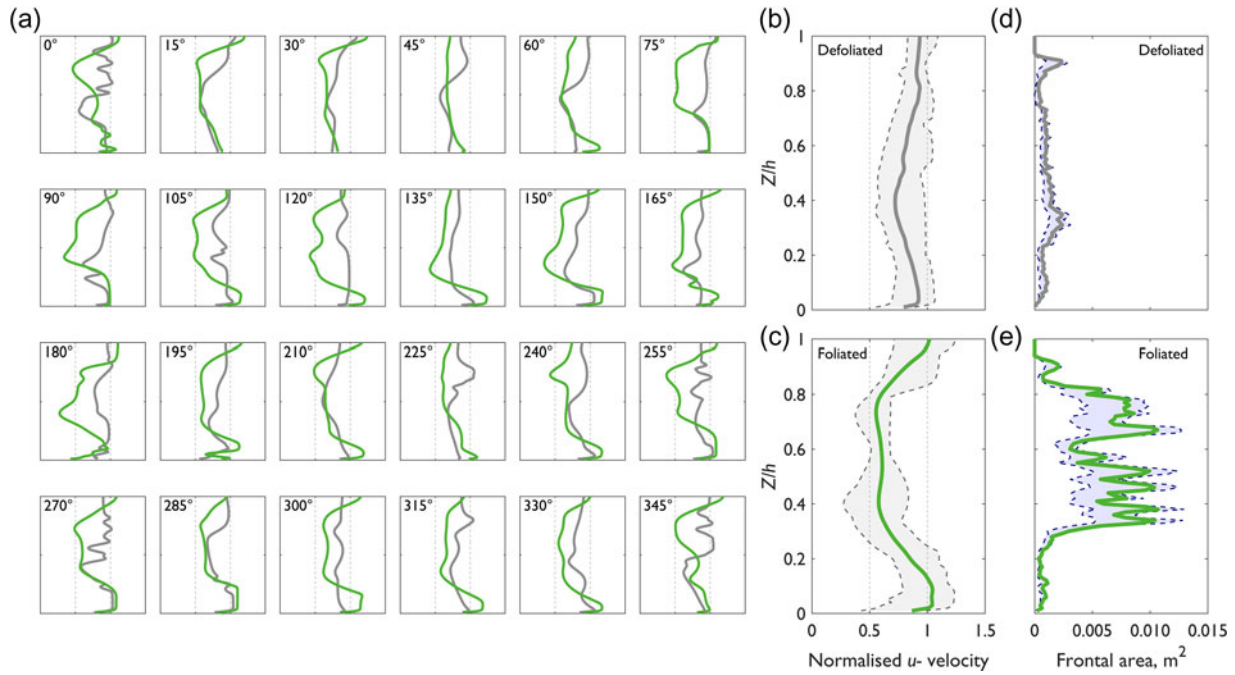 (a)
0° 15° 30° 45° 60° 75°
90° 105° 120° 135° 150° 165°
180° 195° 210° 225° 240° 255°
270° 285° 300° 315° 330° 345°
(b)
Defoliated
1
0.8
0.6
0.4
0.2
0
Z/h
(c)
Foliated
1
0.8
0.6
0.4
0.2
0
Z/h
0 0.5 1 1.5
Normalised u- velocity
(d)
Defoliated
(e)
Foliated
0 0.005 0.010 0.015
Frontal area, m²